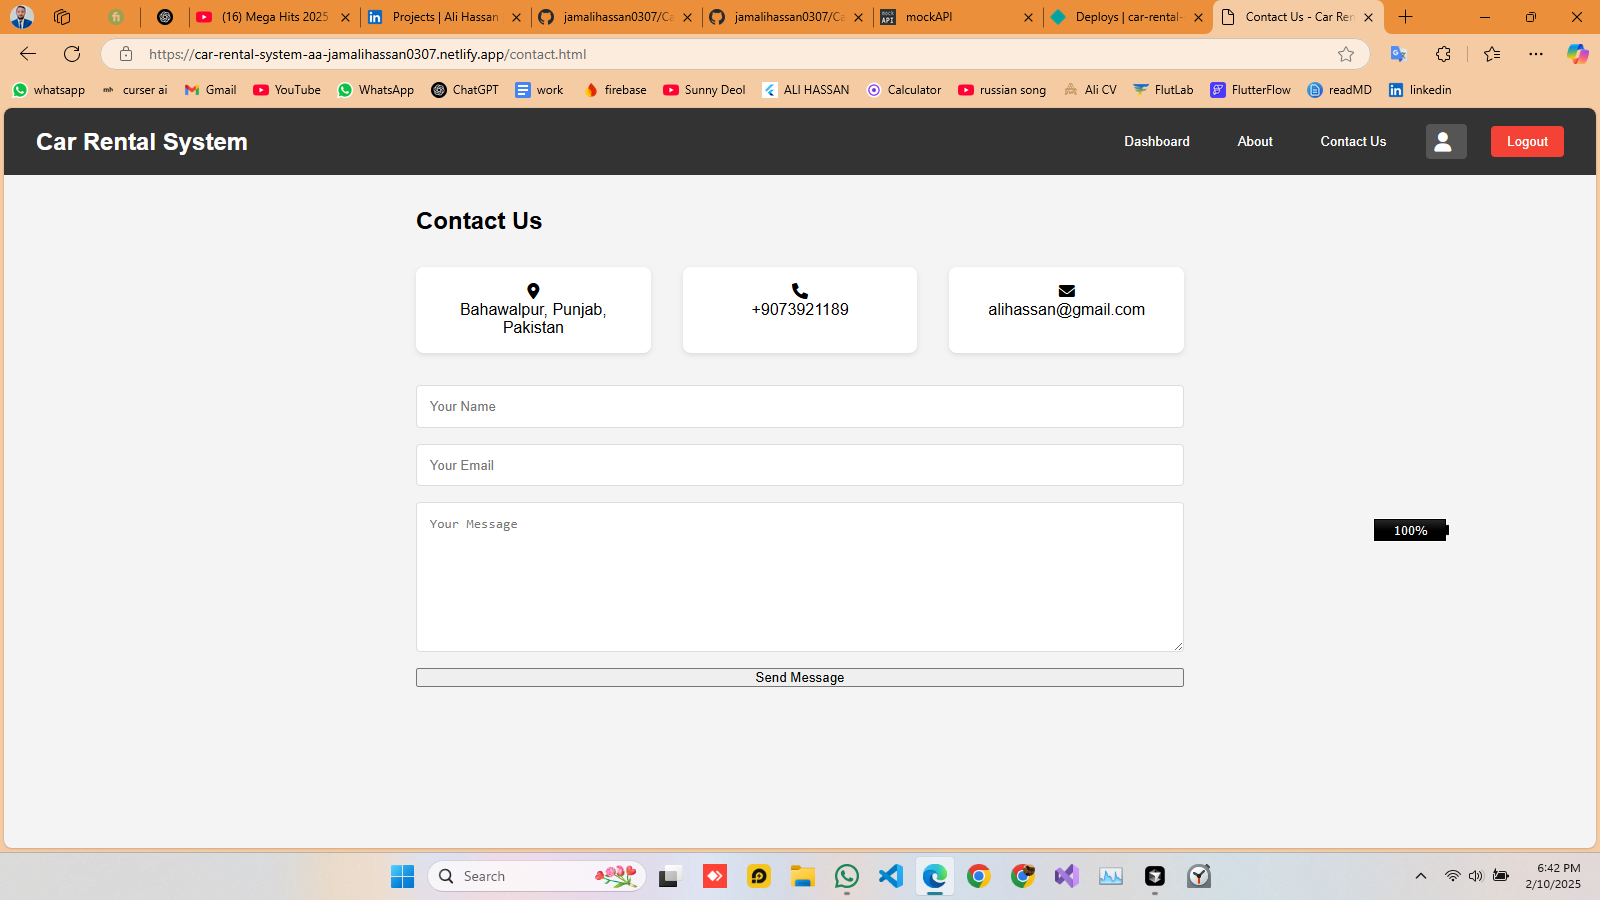 (16) Mega Hits 2025
Projects | Ali Hassan
jamalihassan0307/Ca
jamalihassan0307/Ca
mockAPI
Deploys | car-rental-
Contact Us - Car Ren
https://car-rental-system-aa-jamalihassan0307.netlify.app/contact.html
whatsapp
curser ai
Gmail
YouTube
WhatsApp
ChatGPT
work
firebase
Sunny Deol
ALI HASSAN
Calculator
russian song
Ali CV
FlutLab
FlutterFlow
readMD
linkedin
Car Rental System
Dashboard
About
Contact Us
Logout
Contact Us
Bahawalpur, Punjab,
Pakistan
+9073921189
alihassan@gmail.com
Your Name
Your Email
Your Message
100%
Send Message
Search
6:42 PM
2/10/2025